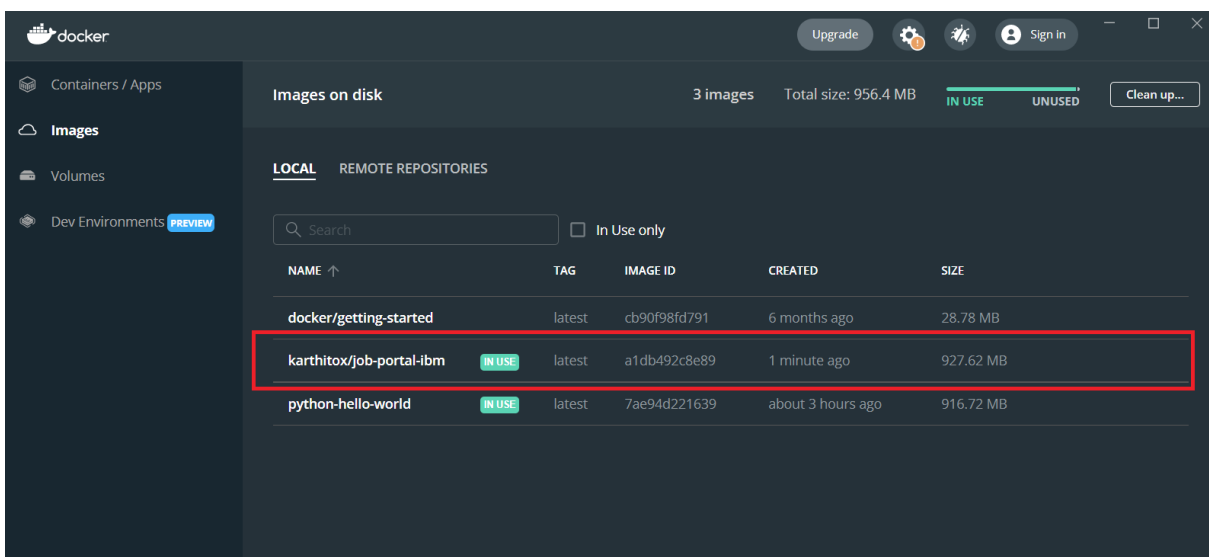 docker
Upgrade
Sign in
Containers / Apps
Images
Volumes
Dev Environments PREVIEW
Images on disk
3 images Total size: 956.4 MB IN USE UNUSED Clean up...
LOCAL REMOTE REPOSITORIES
Search In Use only
NAME TAG IMAGE ID CREATED SIZE
docker/getting-started latest cb90f98fd791 6 months ago 28.78 MB
karthitox/job-portal-ibm IN USE latest a1db492c8e89 1 minute ago 927.62 MB
python-hello-world IN USE latest 7ae94d221639 about 3 hours ago 916.72 MB